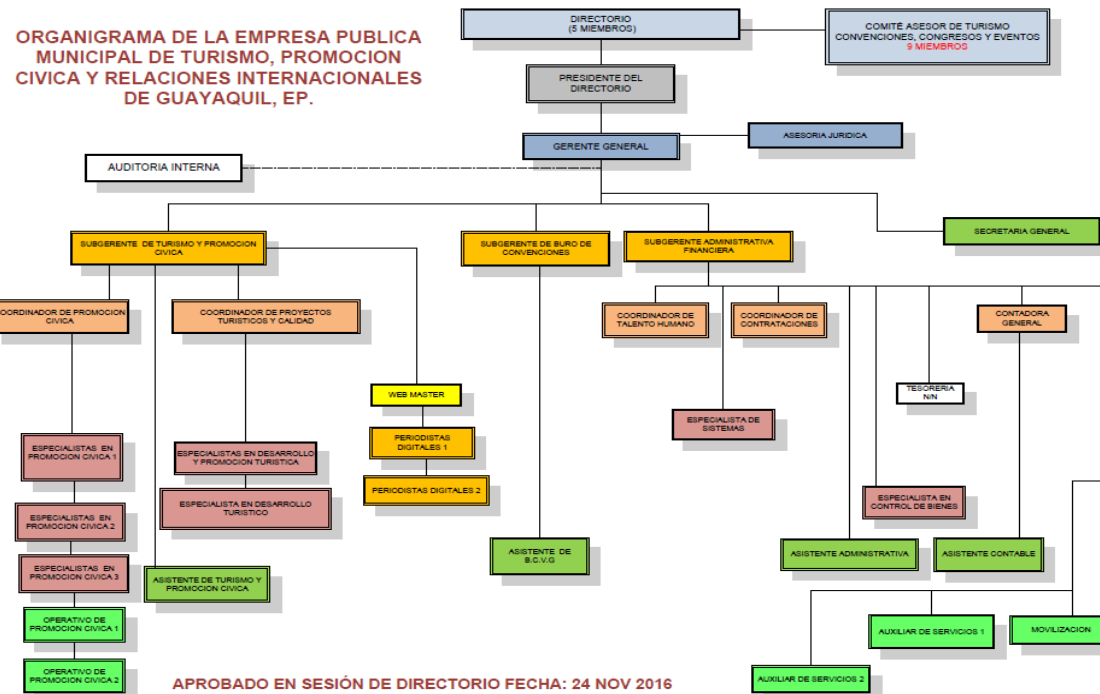 ORGANIGRAMA DE LA EMPRESA PUBLICA
MUNICIPAL DE TURISMO, PROMOCION
CIVICA Y RELACIONES INTERNACIONALES
DE GUAYAQUIL, EP.
DIRECTORIO
(5 MIEMBROS)
COMITÉ ASESOR DE TURISMO
CONVENCIONES, CONGRESOS Y EVENTOS
9 MIEMBROS
PRESIDENTE DEL
DIRECTORIO
GERENTE GENERAL
ASESORIA JURIDICA
AUDITORIA INTERNA
SECRETARIA GENERAL
SUBGERENTE DE TURISMO Y PROMOCION
CIVICA
SUBGERENTE DE BURO DE
CONVENCIONES
SUBGERENTE ADMINISTRATIVA
FINANCIERA
COORDINADOR DE PROMOCION
CIVICA
COORDINADOR DE PROYECTOS
TURISTICOS Y CALIDAD
COORDINADOR DE
TALENTO HUMANO
COORDINADOR DE
CONTRATACIONES
CONTADORA
GENERAL
WEB MASTER
TESORERIA
N/N
PERIODISTAS
DIGITALES 1
PERIODISTAS DIGITALES 2
ESPECIALISTA DE
SISTEMAS
ESPECIALISTAS EN
PROMOCION CIVICA 1
ESPECIALISTAS EN DESARROLLO
Y PROMOCION TURISTICA
ESPECIALISTA EN DESARROLLO
TURISTICO
ESPECIALISTA EN
CONTROL DE BIENES
ESPECIALISTAS EN
PROMOCION CIVICA 2
ESPECIALISTAS EN
PROMOCION CIVICA 3
ASISTENTE DE TURISMO Y
PROMOCION CIVICA
ASISTENTE DE
B.C.V.G
ASISTENTE ADMINISTRATIVA
ASISTENTE CONTABLE
OPERATIVO DE
PROMOCION CIVICA 1
OPERATIVO DE
PROMOCION CIVICA 2
AUXILIAR DE SERVICIOS 1
MOVILIZACION
AUXILIAR DE SERVICIOS 2
APROBADO EN SESIÓN DE DIRECTORIO FECHA: 24 NOV 2016